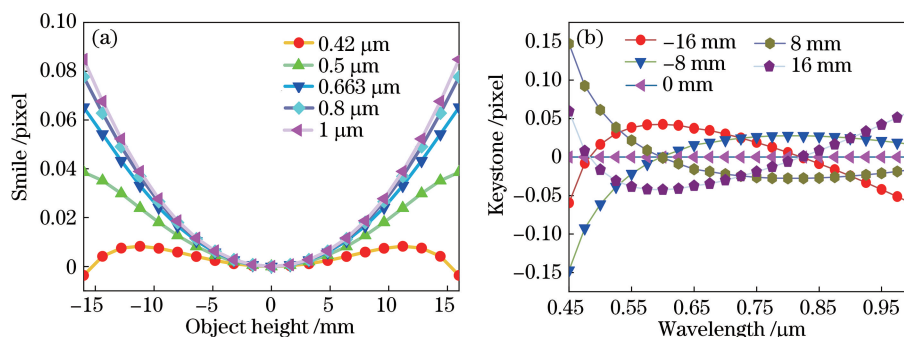 (a)
0.42 μm
0.5 μm
0.663 μm
0.8 μm
1 μm
0.10
0.08
0.06
0.04
0.02
0
Smile /pixel
−15
−10
−5
0
5
10
15
Object height /mm
(b)
−16 mm
−8 mm
0 mm
8 mm
16 mm
0.15
0.10
0.05
0
−0.05
−0.10
−0.15
Keystone /pixel
0.45
0.55
0.65
0.75
0.85
0.95
Wavelength /μm